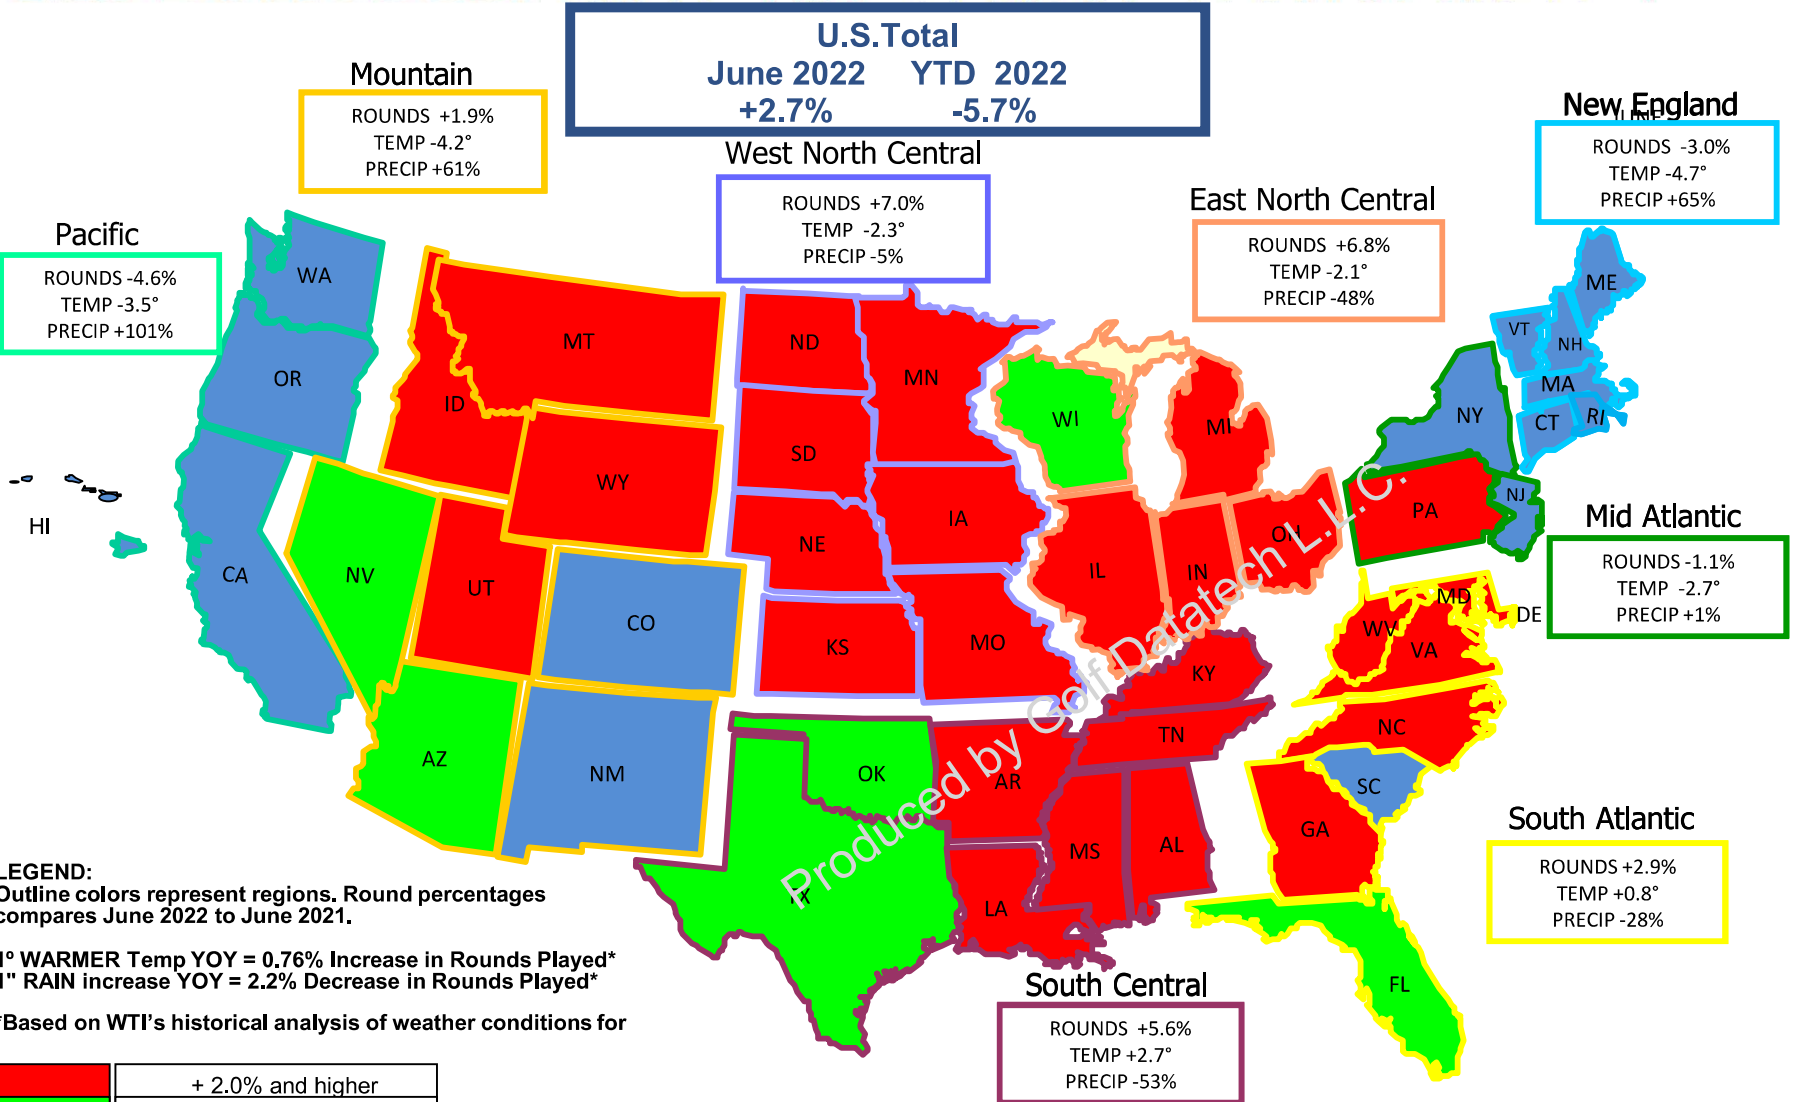 U.S.Total
June 2022 YTD 2022
+2.7% -5.7%
Mountain
ROUNDS +1.9%
TEMP -4.2°
PRECIP +61%
New England
JUNE
ROUNDS -3.0%
TEMP -4.7°
PRECIP +65%
West North Central
ROUNDS +7.0%
TEMP -2.3°
PRECIP -5%
East North Central
ROUNDS +6.8%
TEMP -2.1°
PRECIP -48%
Pacific
ROUNDS -4.6%
TEMP -3.5°
PRECIP +101%
WA
OR
CA
HI
MT
ID
WY
NV
UT
CO
AZ
NM
ND
SD
NE
KS
MN
IA
MO
WI
MI
IL
IN
OH
KY
TN
OK
TX
AR
LA
MS
AL
ME
VT
NH
MA
CT
RI
NY
PA
NJ
MD
DE
WV
VA
NC
SC
GA
FL
Produced by Golf Datatech L.L.C.
Mid Atlantic
ROUNDS -1.1%
TEMP -2.7°
PRECIP +1%
South Atlantic
ROUNDS +2.9%
TEMP +0.8°
PRECIP -28%
South Central
ROUNDS +5.6%
TEMP +2.7°
PRECIP -53%
LEGEND:
Outline colors represent regions. Round percentages
compares June 2022 to June 2021.
1º WARMER Temp YOY = 0.76% Increase in Rounds Played*
1" RAIN increase YOY = 2.2% Decrease in Rounds Played*
*Based on WTI's historical analysis of weather conditions for
+ 2.0% and higher